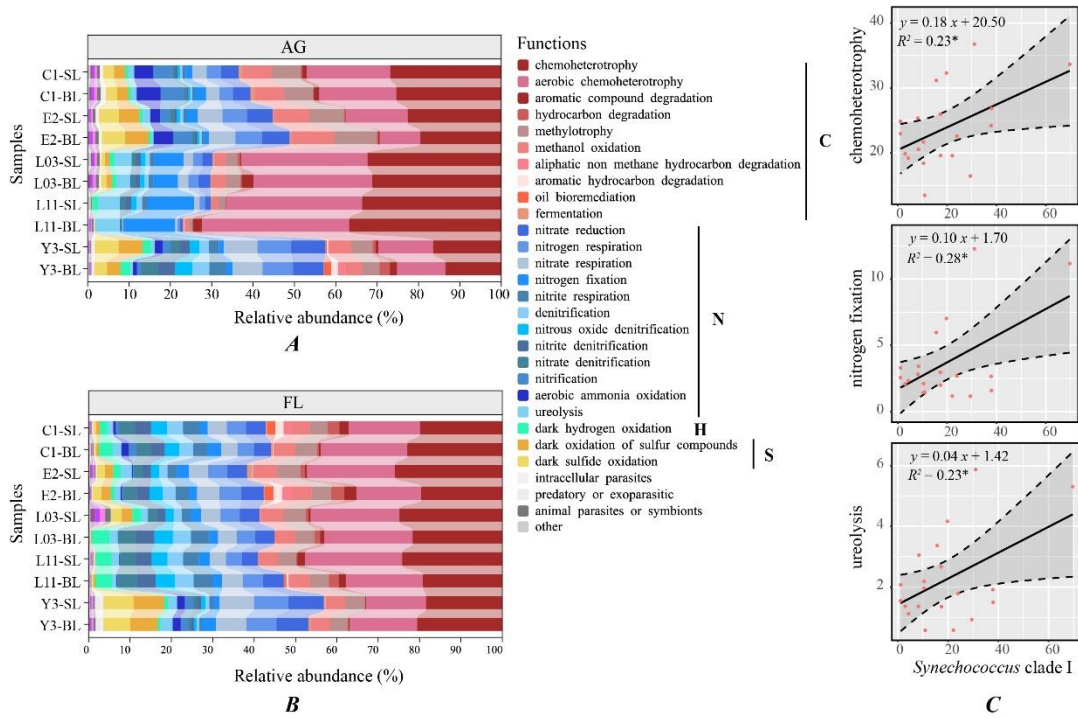 AG
Samples
C1-SL
C1-BL
E2-SL
E2-BL
L03-SL
L03-BL
L11-SL
L11-BL
Y3-SL
Y3-BL
0 10 20 30 40 50 60 70 80 90 100
Relative abundance (%)
A
FL
Samples
C1-SL
C1-BL
E2-SL
E2-BL
L03-SL
L03-BL
L11-SL
L11-BL
Y3-SL
Y3-BL
0 10 20 30 40 50 60 70 80 90 100
Relative abundance (%)
B
Functions
chemoheterotrophy
aerobic chemoheterotrophy
aromatic compound degradation
hydrocarbon degradation
methylotrophy
methanol oxidation
aliphatic non methane hydrocarbon degradation
aromatic hydrocarbon degradation
oil bioremediation
fermentation
nitrate reduction
nitrogen respiration
nitrate respiration
nitrogen fixation
nitrite respiration
denitrification
nitrous oxide denitrification
nitrite denitrification
nitrate denitrification
nitrification
aerobic ammonia oxidation
ureolysis
dark hydrogen oxidation
dark oxidation of sulfur compounds
dark sulfide oxidation
intracellular parasites
predatory or exoparasitic
animal parasites or symbionts
other
C
N
H
S
y = 0.18 x + 20.50
R² = 0.23*
chemoheterotrophy
40
30
20
0 20 40 60
y = 0.10 x + 1.70
R² − 0.28*
nitrogen fixation
10
5
0
0 20 40 60
y = 0.04 x + 1.42
R² − 0.23*
ureolysis
6
4
2
0 20 40 60
Synechococcus clade I
C